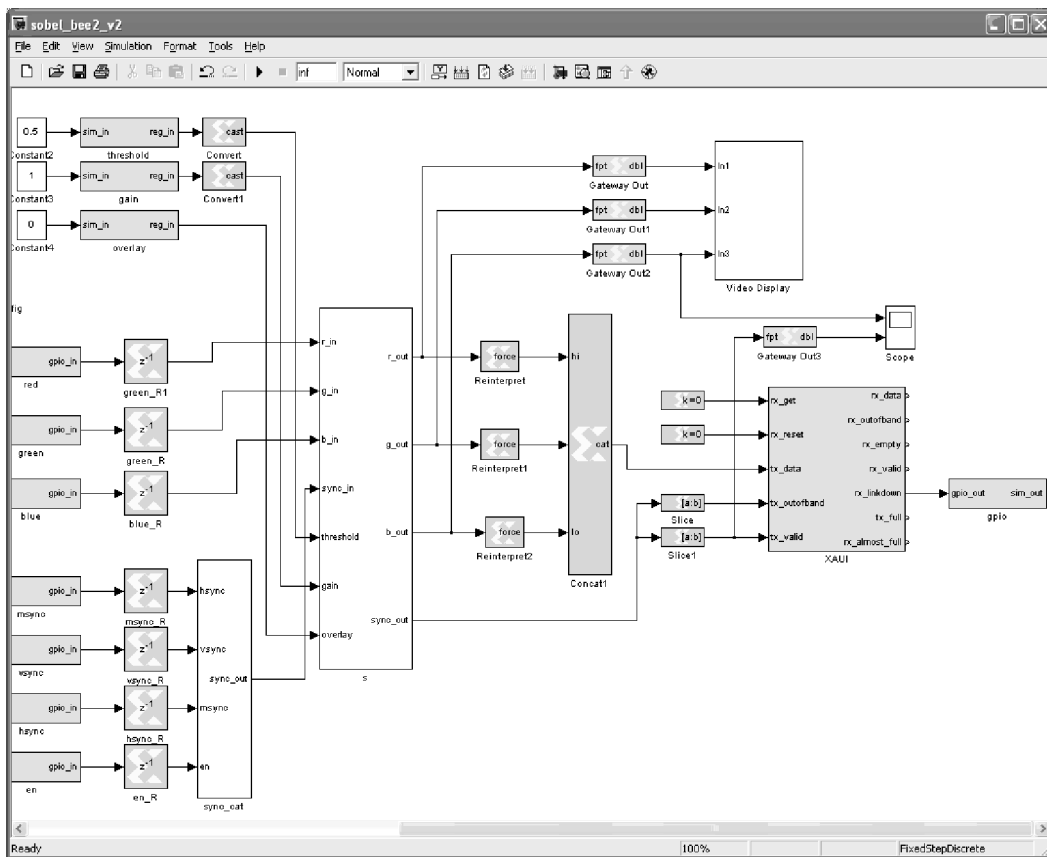 sobel_bee2_v2
File Edit View Simulation Format Tools Help
inf Normal
0.5 sim_in reg_in cast
Constant2 threshold Convert
1 sim_in reg_in cast
Constant3 gain Convert1
0 sim_in reg_in
Constant4 overlay
fpt dbl In1
Gateway Out
fpt dbl In2
Gateway Out1
fpt dbl In3
Gateway Out2
Video Display
fig
gpio_in z-1 r_in r_out force hi
red green_R1 Reinterpret
fpt dbl
Gateway Out3 Scope
gpio_in z-1 g_in g_out force cat
green green_R Reinterpret1
gpio_in z-1 b_in b_out force lo
blue blue_R Reinterpret2
Concat1
sync_in
threshold
gain
overlay
sync_out
s
k=0 rx_get rx_data
rx_outofband
k=0 rx_reset rx_empty
tx_data rx_valid
[a:b] tx_outofband rx_linkdown gpio_out sim_out
Slice tx_full gpio
[a:b] tx_valid rx_almost_full
Slice1 XAUI
gpio_in z-1 hsync
msync msync_R
gpio_in z-1 vsync
vsync vsync_R
sync_out
gpio_in z-1 msync
hsync hsync_R
gpio_in z-1 en
en en_R
sync_cat
Ready 100% FixedStepDiscrete